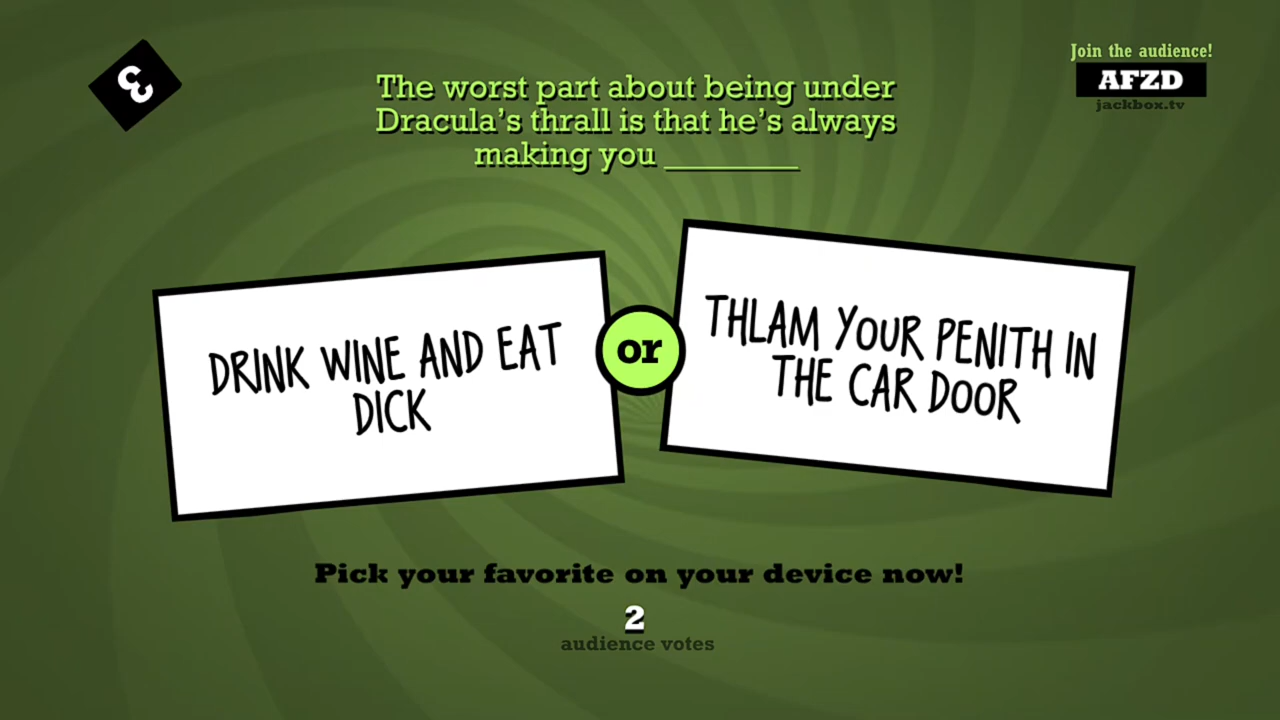 3
Join the audience!
AFZD
jackbox.tv
The worst part about being under
Dracula's thrall is that he's always
making you ________
DRINK WINE AND EAT
DICK
or
THLAM YOUR PENITH IN
THE CAR DOOR
Pick your favorite on your device now!
2
audience votes